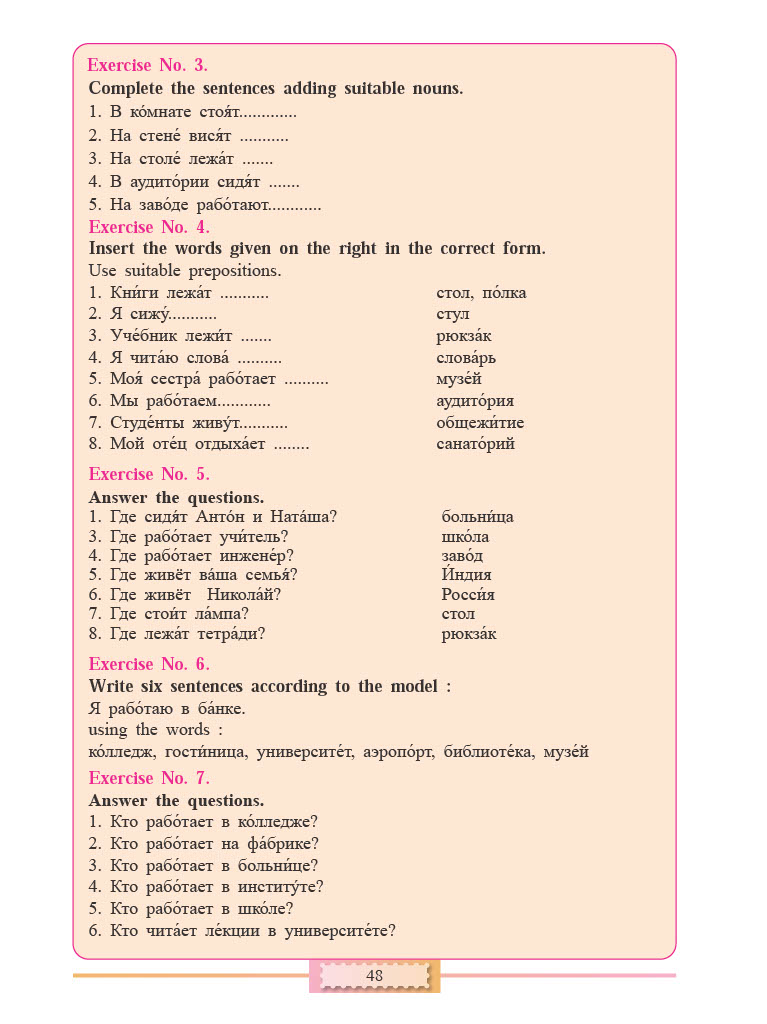 Exercise No. 3.
Complete the sentences adding suitable nouns.
1. В ко́мнате стоя́т.............
2. На стене́ вися́т ...........
3. На столе́ лежа́т .......
4. В аудито́рии сидя́т .......
5. На заво́де рабо́тают............
Exercise No. 4.
Insert the words given on the right in the correct form.
Use suitable prepositions.
1. Кни́ги лежа́т ........... стол, по́лка
2. Я сижу́........... стул
3. Уче́бник лежи́т ....... рюкза́к
4. Я чита́ю слова́ .......... слова́рь
5. Моя́ сестра́ рабо́тает .......... музе́й
6. Мы рабо́таем............ аудито́рия
7. Студе́нты живу́т........... общежи́тие
8. Мой оте́ц отдыха́ет ........ санато́рий
Exercise No. 5.
Answer the questions.
1. Где сидя́т Анто́н и Ната́ша? больни́ца
3. Где рабо́тает учи́тель? шко́ла
4. Где рабо́тает инжене́р? заво́д
5. Где живёт ва́ша семья́? И́ндия
6. Где живёт Никола́й? Росси́я
7. Где стои́т ла́мпа? стол
8. Где лежа́т тетра́ди? рюкза́к
Exercise No. 6.
Write six sentences according to the model :
Я рабо́таю в ба́нке.
using the words :
ко́лледж, гости́ница, университе́т, аэропо́рт, библиоте́ка, музе́й
Exercise No. 7.
Answer the questions.
1. Кто рабо́тает в ко́лледже?
2. Кто рабо́тает на фа́брике?
3. Кто рабо́тает в больни́це?
4. Кто рабо́тает в институ́те?
5. Кто рабо́тает в шко́ле?
6. Кто чита́ет ле́кции в университе́те?
48